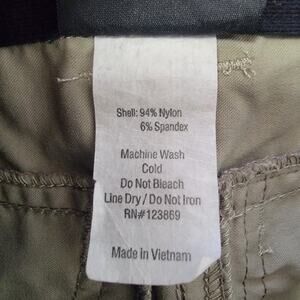 Shell: 94% Nylon
6% Spandex
Machine Wash
Cold
Do Not Bleach
Line Dry / Do Not Iron
RN#123869
Made in Vietnam